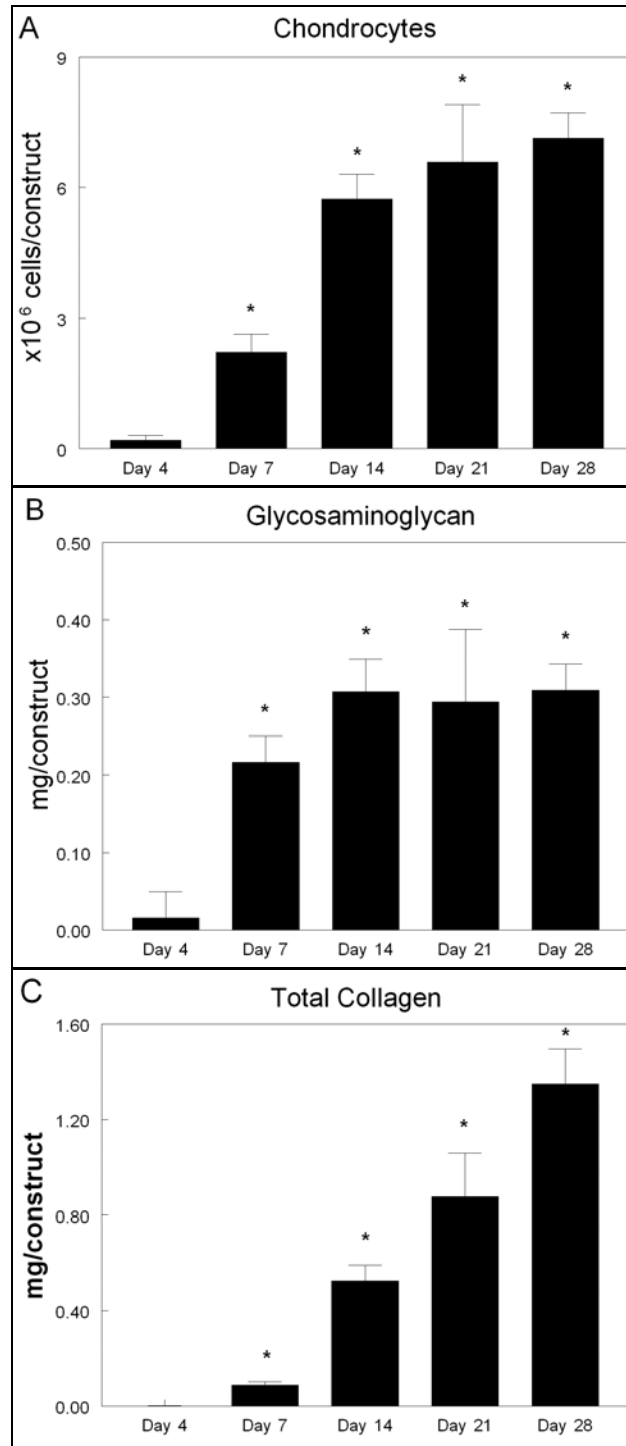 A
Chondrocytes
x10⁶ cells/construct
9
6
3
0
*
*
*
*
Day 4 Day 7 Day 14 Day 21 Day 28
B
Glycosaminoglycan
mg/construct
0.50
0.40
0.30
0.20
0.10
0.00
*
*
*
*
Day 4 Day 7 Day 14 Day 21 Day 28
C
Total Collagen
mg/construct
1.60
1.20
0.80
0.40
0.00
*
*
*
*
Day 4 Day 7 Day 14 Day 21 Day 28